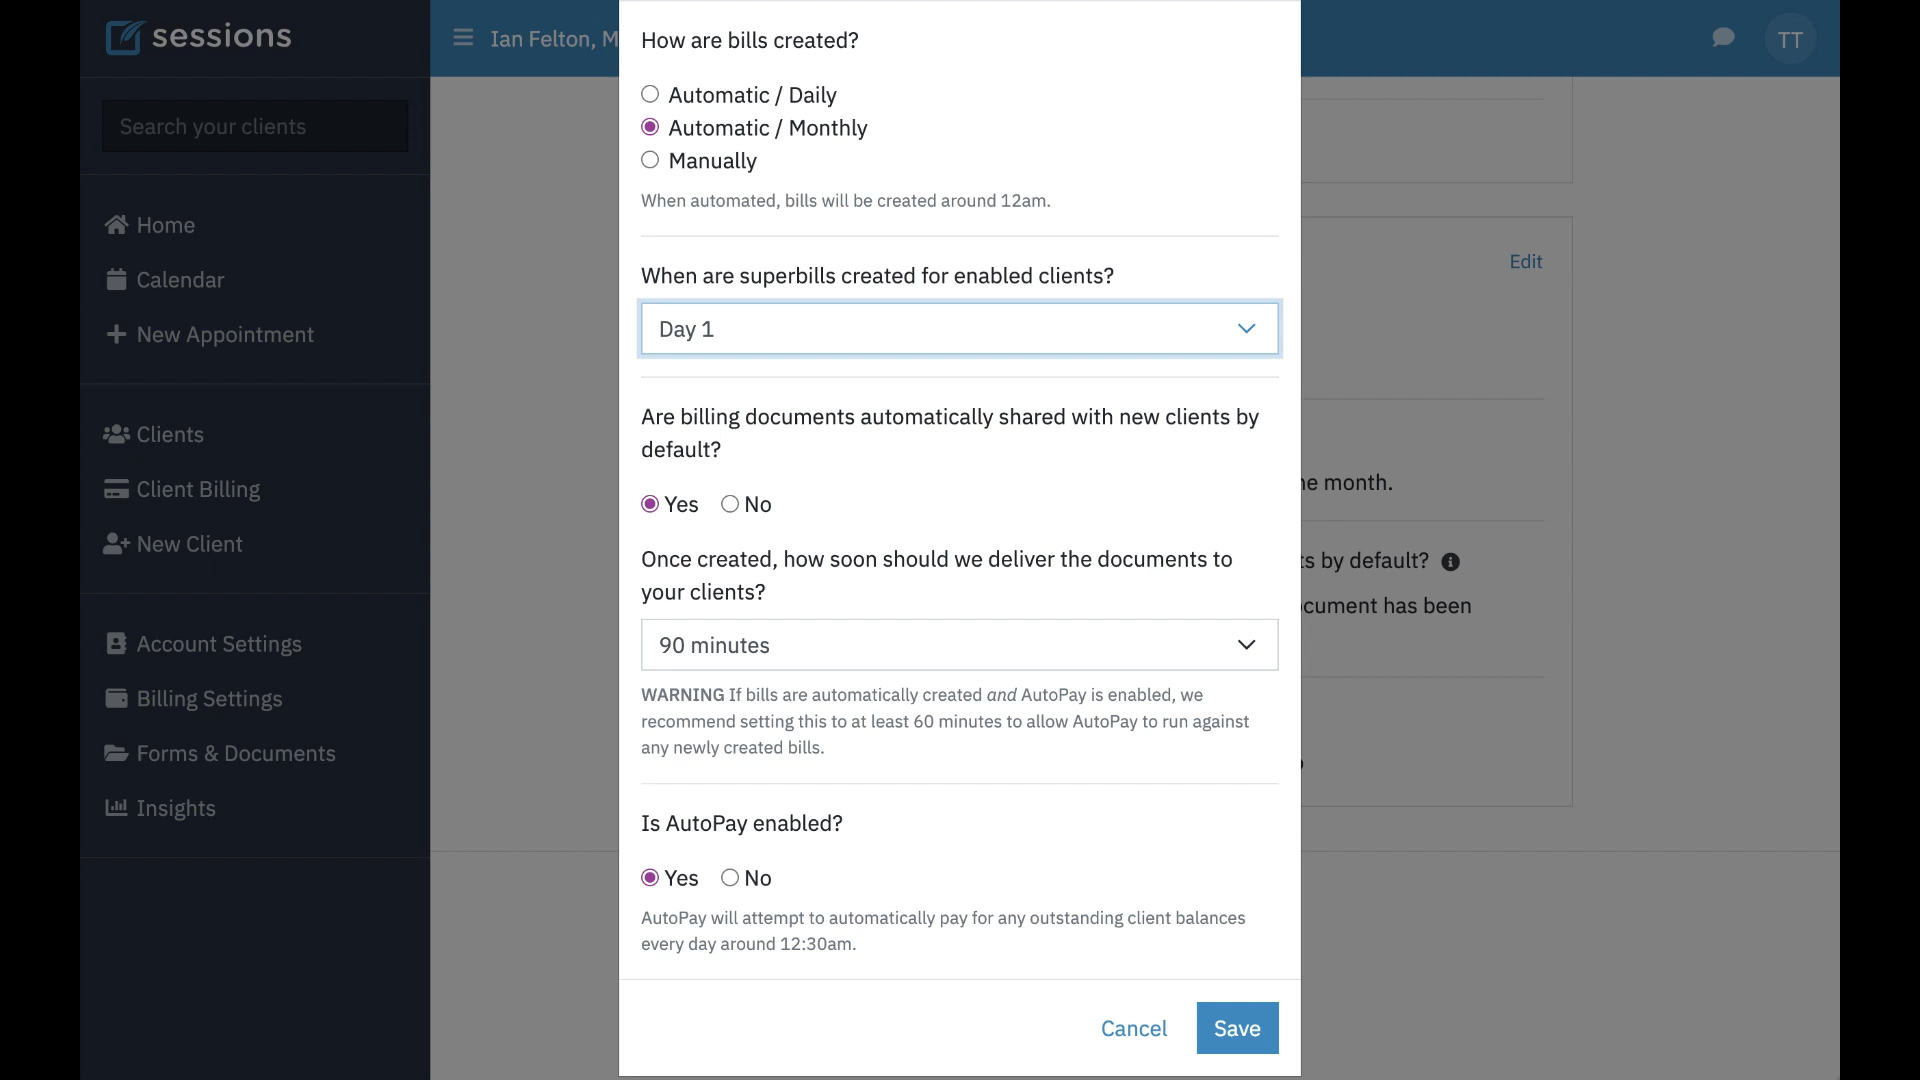 sessions
Ian Felton, M
TT
Search your clients
Home
Calendar
New Appointment
Clients
Client Billing
New Client
Account Settings
Billing Settings
Forms & Documents
Insights
How are bills created?
Automatic / Daily
Automatic / Monthly
Manually
When automated, bills will be created around 12am.
When are superbills created for enabled clients?
Day 1
Are billing documents automatically shared with new clients by
default?
Yes No
Once created, how soon should we deliver the documents to
your clients?
90 minutes
WARNING If bills are automatically created and AutoPay is enabled, we
recommend setting this to at least 60 minutes to allow AutoPay to run against
any newly created bills.
Is AutoPay enabled?
Yes No
AutoPay will attempt to automatically pay for any outstanding client balances
every day around 12:30am.
Cancel Save
Edit
he month.
ts by default?
ocument has been